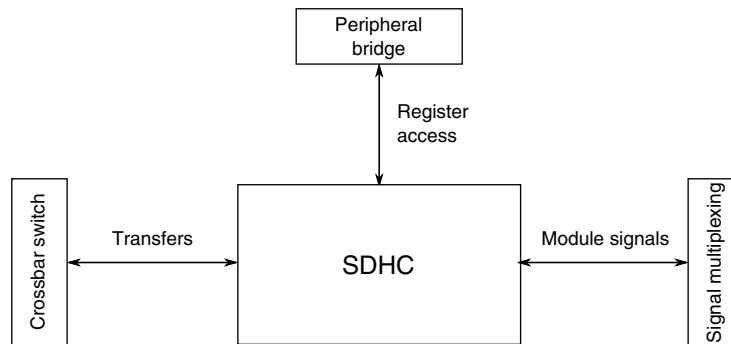 Peripheral
bridge
Register
access
Crossbar switch
Transfers
SDHC
Module signals
Signal multiplexing